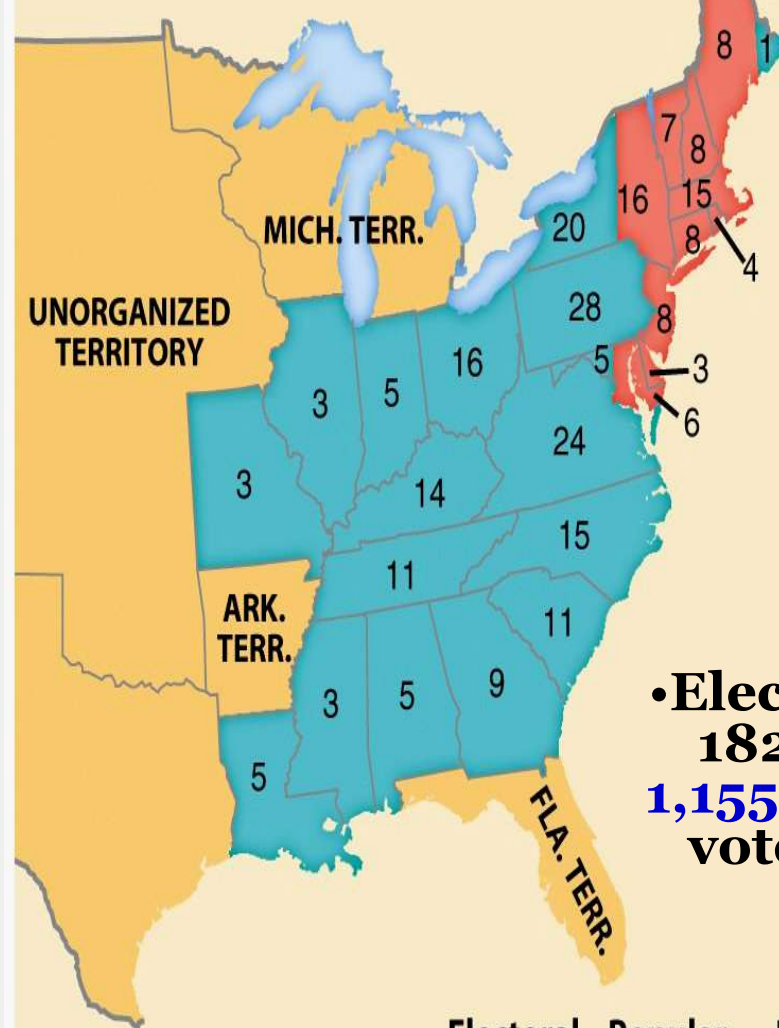 8 1
7
8
16 15
20 8
4
MICH. TERR.
28 8
UNORGANIZED
TERRITORY
5 3
16
3 5
6
24
3
14
15
11
ARK.
TERR.
11
9
3 5
•Elec
182
5
1,155
vote
FLA. TERR.